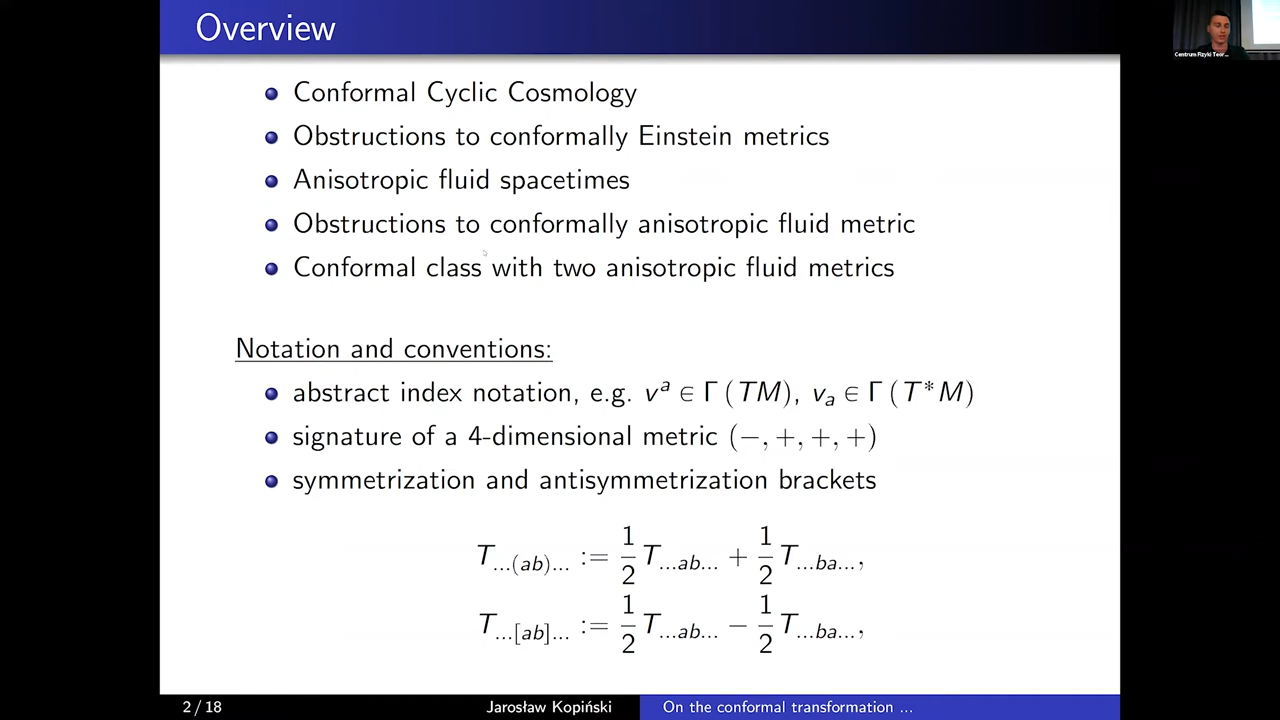 Overview
Conformal Cyclic Cosmology
Obstructions to conformally Einstein metrics
Anisotropic fluid spacetimes
Obstructions to conformally anisotropic fluid metric
Conformal class with two anisotropic fluid metrics
Notation and conventions:
abstract index notation, e.g. v^a ∈ Γ (TM), v_a ∈ Γ (T*M)
signature of a 4-dimensional metric (−, +, +, +)
symmetrization and antisymmetrization brackets
T_{...(ab)...} := 1/2 T_{...ab...} + 1/2 T_{...ba...},
T_{...[ab]...} := 1/2 T_{...ab...} − 1/2 T_{...ba...},
2 / 18 Jarosław Kopiński On the conformal transformation ...
Centrum Fizyki Teor...